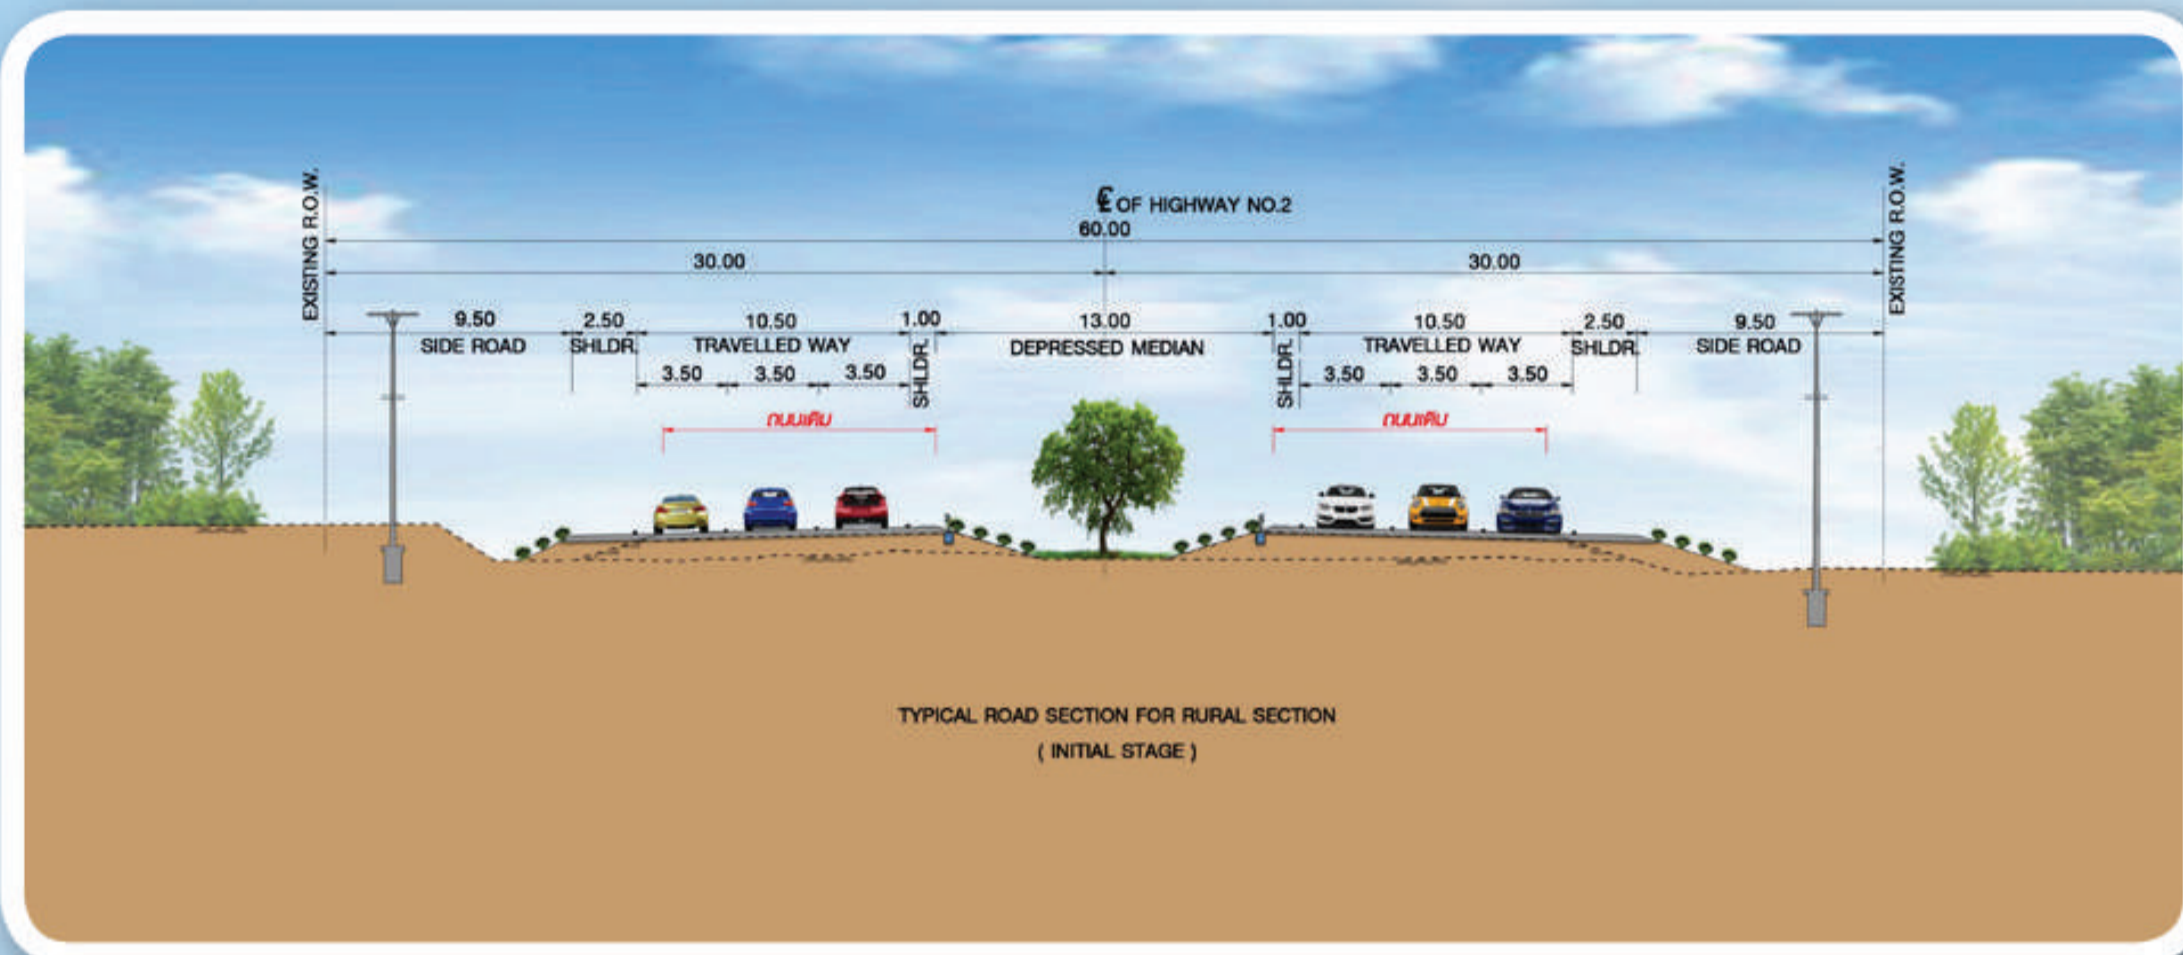 ℄ OF HIGHWAY NO.2
60.00
30.00 30.00
EXISTING R.O.W.
EXISTING R.O.W.
9.50 2.50 10.50 1.00 13.00 1.00 10.50 2.50 9.50
SIDE ROAD SHLDR. TRAVELLED WAY SHLDR. DEPRESSED MEDIAN SHLDR. TRAVELLED WAY SHLDR. SIDE ROAD
3.50 3.50 3.50 3.50 3.50 3.50
ถนนเดิม ถนนเดิม
TYPICAL ROAD SECTION FOR RURAL SECTION
( INITIAL STAGE )